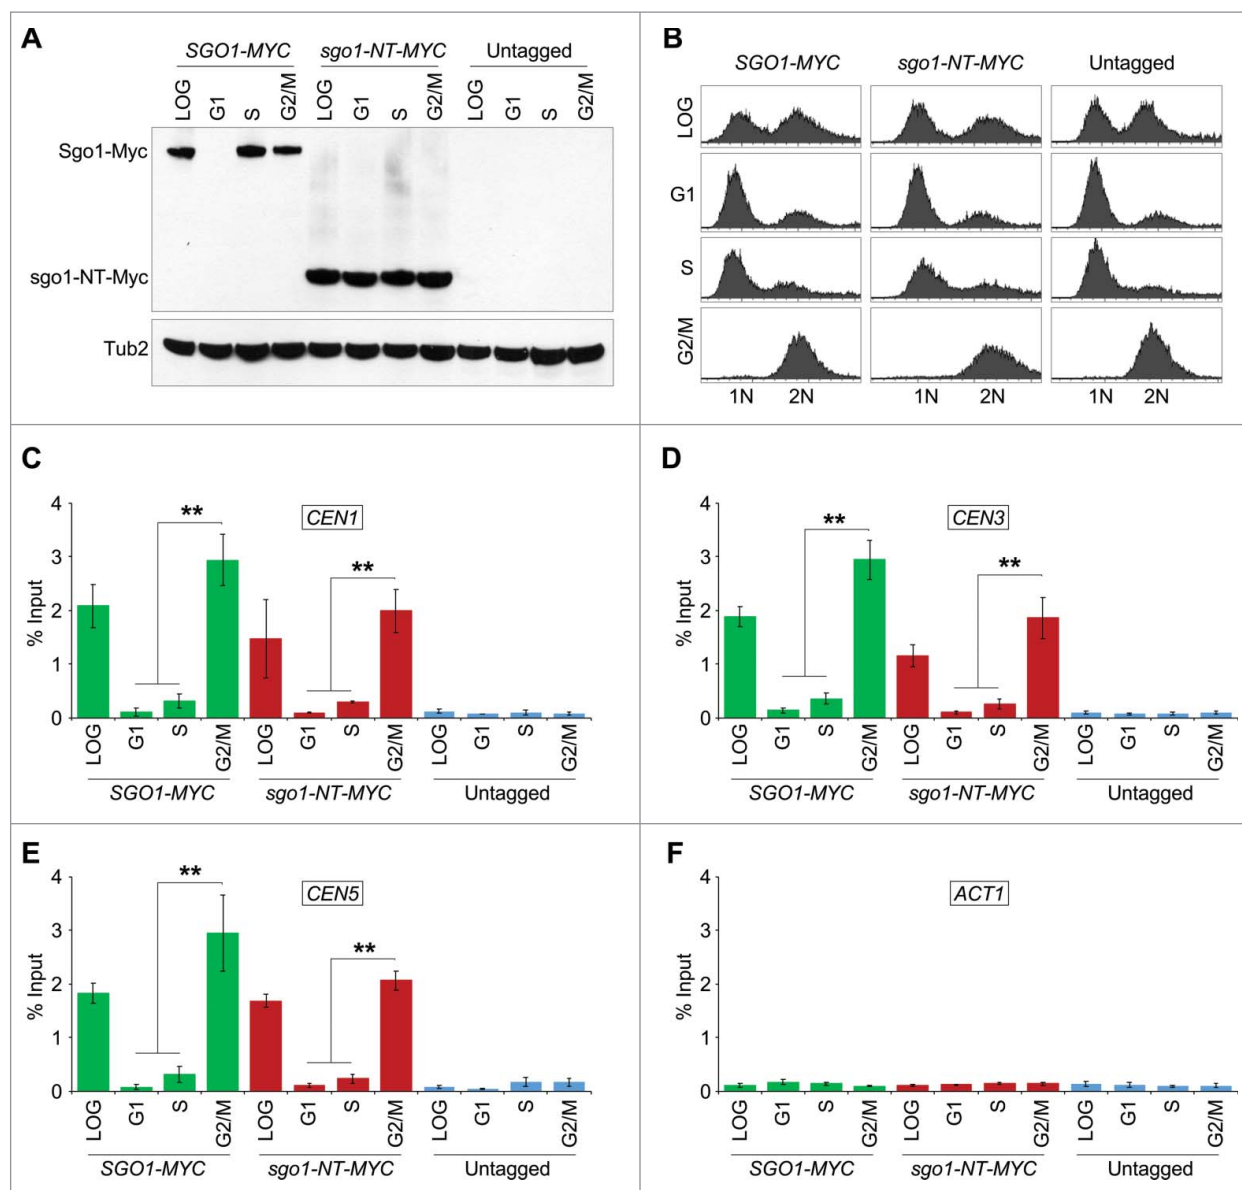 A
SGO1-MYC sgo1-NT-MYC Untagged
LOG G1 S G2/M LOG G1 S G2/M LOG G1 S G2/M
Sgo1-Myc
sgo1-NT-Myc
Tub2
B
SGO1-MYC sgo1-NT-MYC Untagged
LOG
G1
S
G2/M
1N 2N 1N 2N 1N 2N
C
CEN1
**
**
% Input
4
3
2
1
0
LOG G1 S G2/M LOG G1 S G2/M LOG G1 S G2/M
SGO1-MYC sgo1-NT-MYC Untagged
D
CEN3
**
**
% Input
4
3
2
1
0
LOG G1 S G2/M LOG G1 S G2/M LOG G1 S G2/M
SGO1-MYC sgo1-NT-MYC Untagged
E
CEN5
**
**
% Input
4
3
2
1
0
LOG G1 S G2/M LOG G1 S G2/M LOG G1 S G2/M
SGO1-MYC sgo1-NT-MYC Untagged
F
ACT1
% Input
4
3
2
1
0
LOG G1 S G2/M LOG G1 S G2/M LOG G1 S G2/M
SGO1-MYC sgo1-NT-MYC Untagged